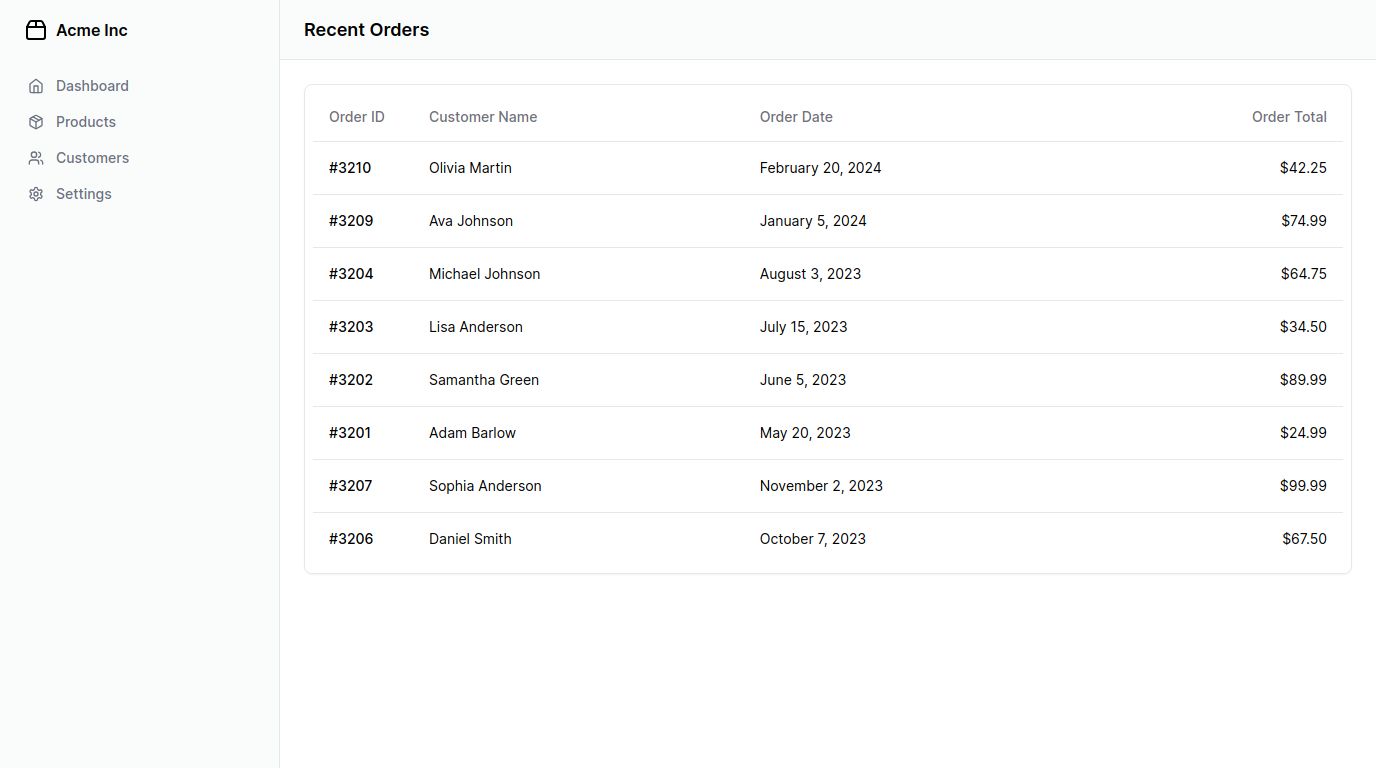 Acme Inc
Dashboard
Products
Customers
Settings
Recent Orders
Order ID Customer Name Order Date Order Total
#3210 Olivia Martin February 20, 2024 $42.25
#3209 Ava Johnson January 5, 2024 $74.99
#3204 Michael Johnson August 3, 2023 $64.75
#3203 Lisa Anderson July 15, 2023 $34.50
#3202 Samantha Green June 5, 2023 $89.99
#3201 Adam Barlow May 20, 2023 $24.99
#3207 Sophia Anderson November 2, 2023 $99.99
#3206 Daniel Smith October 7, 2023 $67.50